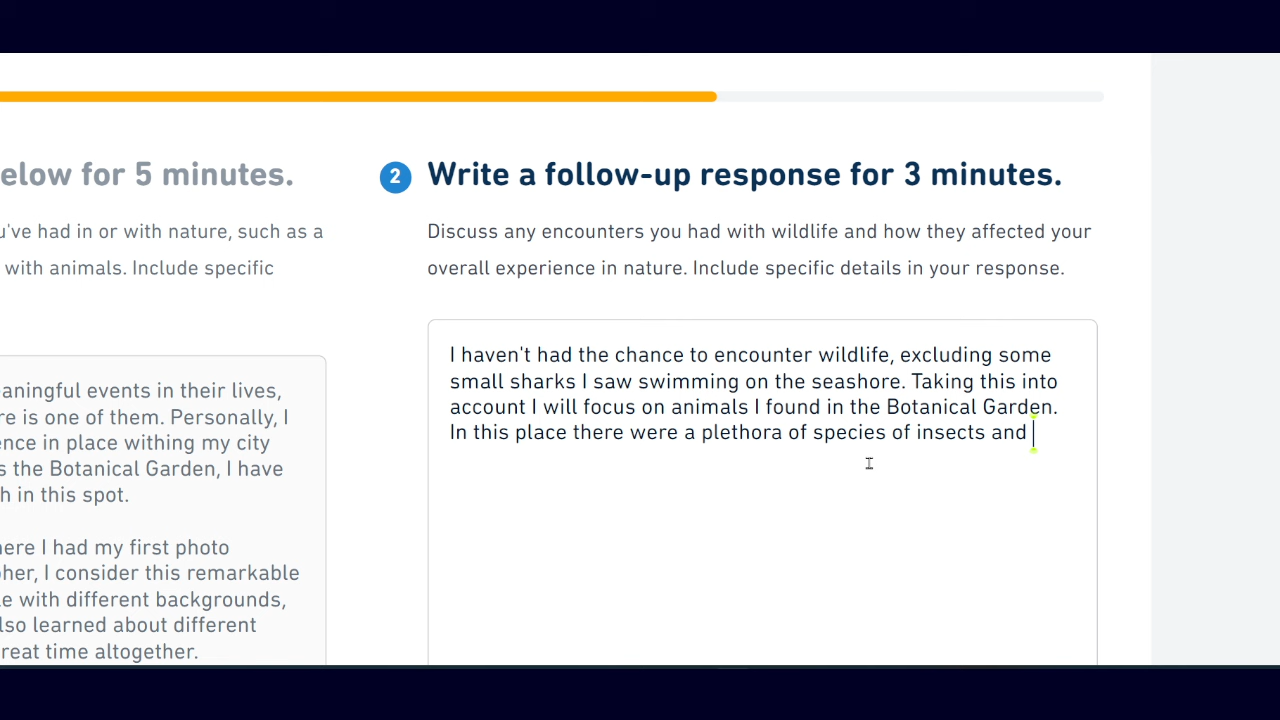 elow for 5 minutes.
u've had in or with nature, such as a
with animals. Include specific
aningful events in their lives,
re is one of them. Personally, I
ence in place withing my city
s the Botanical Garden, I have
h in this spot.
here I had my first photo
her, I consider this remarkable
e with different backgrounds,
lso learned about different
reat time altogether.
2 Write a follow-up response for 3 minutes.
Discuss any encounters you had with wildlife and how they affected your
overall experience in nature. Include specific details in your response.
I haven't had the chance to encounter wildlife, excluding some
small sharks I saw swimming on the seashore. Taking this into
account I will focus on animals I found in the Botanical Garden.
In this place there were a plethora of species of insects and